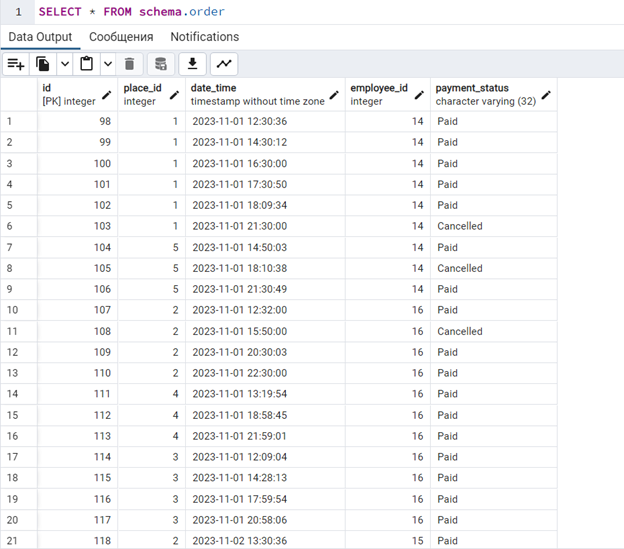 1 SELECT * FROM schema.order
Data Output Сообщения Notifications
id place_id date_time employee_id payment_status
[PK] integer integer timestamp without time zone integer character varying (32)
1 98 1 2023-11-01 12:30:36 14 Paid
2 99 1 2023-11-01 14:30:12 14 Paid
3 100 1 2023-11-01 16:30:00 14 Paid
4 101 1 2023-11-01 17:30:50 14 Paid
5 102 1 2023-11-01 18:09:34 14 Paid
6 103 1 2023-11-01 21:30:00 14 Cancelled
7 104 5 2023-11-01 14:50:03 14 Paid
8 105 5 2023-11-01 18:10:38 14 Cancelled
9 106 5 2023-11-01 21:30:49 14 Paid
10 107 2 2023-11-01 12:32:00 16 Paid
11 108 2 2023-11-01 15:50:00 16 Cancelled
12 109 2 2023-11-01 20:30:03 16 Paid
13 110 2 2023-11-01 22:30:00 16 Paid
14 111 4 2023-11-01 13:19:54 16 Paid
15 112 4 2023-11-01 18:58:45 16 Paid
16 113 4 2023-11-01 21:59:01 16 Paid
17 114 3 2023-11-01 12:09:04 16 Paid
18 115 3 2023-11-01 14:28:13 16 Paid
19 116 3 2023-11-01 17:59:54 16 Paid
20 117 3 2023-11-01 20:58:06 16 Paid
21 118 2 2023-11-02 13:30:36 15 Paid